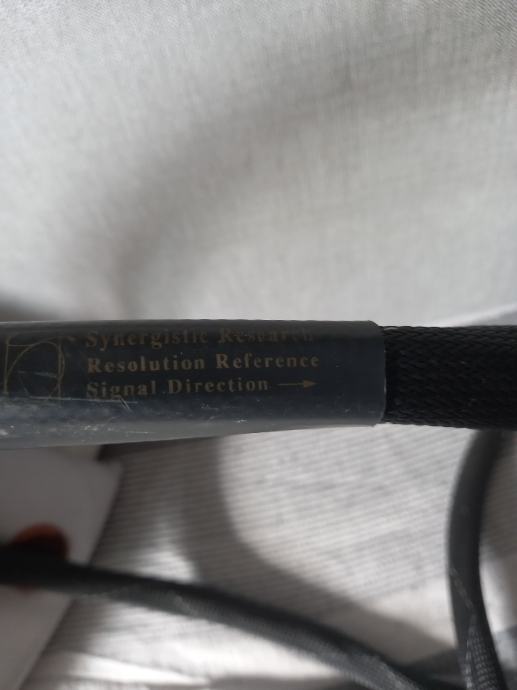 Synergistic Research
Resolution Reference
Signal Direction →